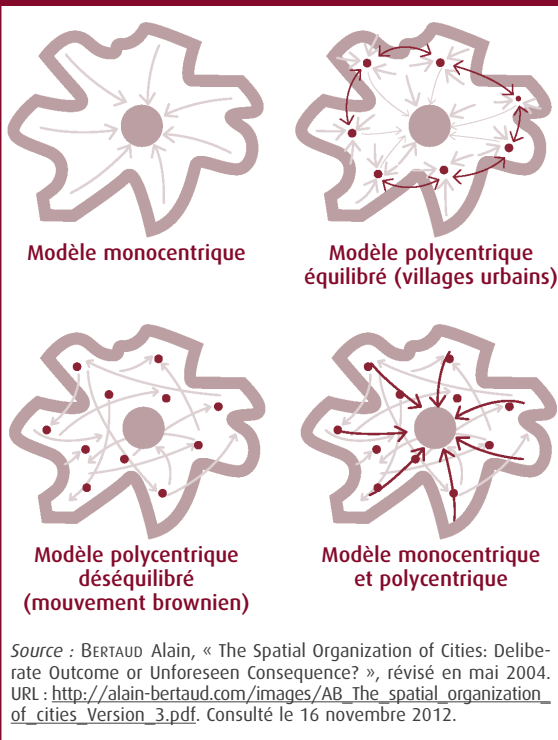 Modèle monocentrique
Modèle polycentrique
équilibré (villages urbains)
Modèle polycentrique
déséquilibré
(mouvement brownien)
Modèle monocentrique
et polycentrique
Source : BERTAUD Alain, « The Spatial Organization of Cities: Delibe-
rate Outcome or Unforeseen Consequence? », révisé en mai 2004.
URL : http://alain-bertaud.com/images/AB_The_spatial_organization_
of_cities_Version_3.pdf. Consulté le 16 novembre 2012.